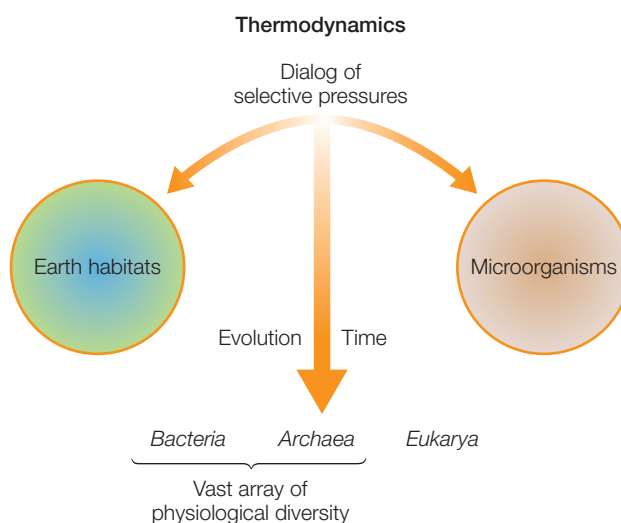 Thermodynamics
Dialog of
selective pressures
Earth habitats
Microorganisms
Evolution Time
Bacteria Archaea Eukarya
Vast array of
physiological diversity